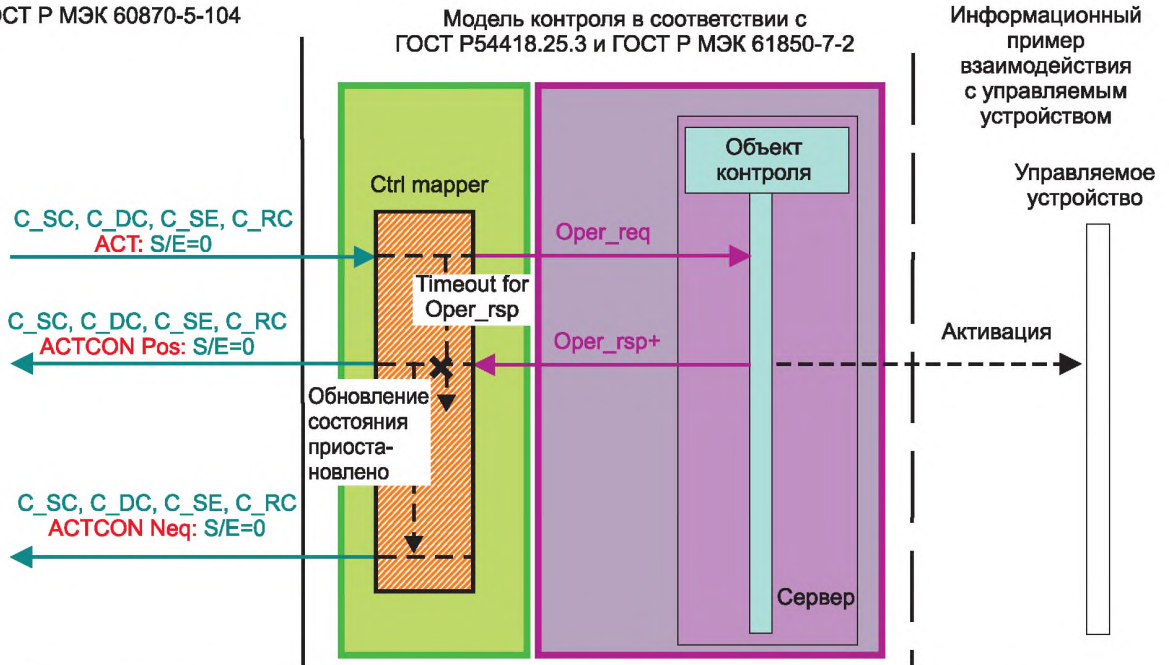 ОСТ Р МЭК 60870-5-104
Модель контроля в соответствии с
ГОСТ Р54418.25.3 и ГОСТ Р МЭК 61850-7-2
Информационный
пример
взаимодействия
с управляемым
устройством
Объект
контроля
Управляемое
устройство
Ctrl mapper
C_SC, C_DC, C_SE, C_RC
ACT: S/E=0
Oper_req
Timeout for
Oper_rsp
C_SC, C_DC, C_SE, C_RC
ACTCON Pos: S/E=0
Oper_rsp+
Активация
Обновление
состояния
приоста-
новлено
C_SC, C_DC, C_SE, C_RC
ACTCON Neq: S/E=0
Сервер